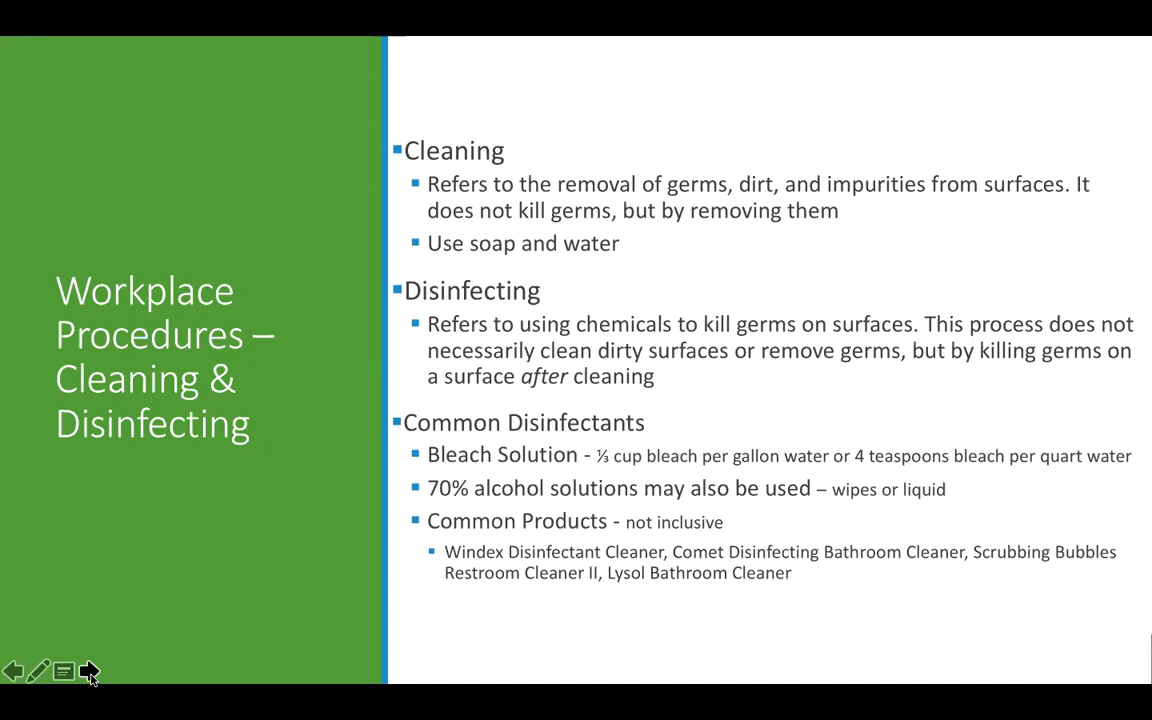 Workplace
Procedures –
Cleaning &
Disinfecting
▪Cleaning
▪ Refers to the removal of germs, dirt, and impurities from surfaces. It
does not kill germs, but by removing them
▪ Use soap and water
▪Disinfecting
▪ Refers to using chemicals to kill germs on surfaces. This process does not
necessarily clean dirty surfaces or remove germs, but by killing germs on
a surface after cleaning
▪Common Disinfectants
▪ Bleach Solution - ⅓ cup bleach per gallon water or 4 teaspoons bleach per quart water
▪ 70% alcohol solutions may also be used – wipes or liquid
▪ Common Products - not inclusive
▪ Windex Disinfectant Cleaner, Comet Disinfecting Bathroom Cleaner, Scrubbing Bubbles
Restroom Cleaner II, Lysol Bathroom Cleaner